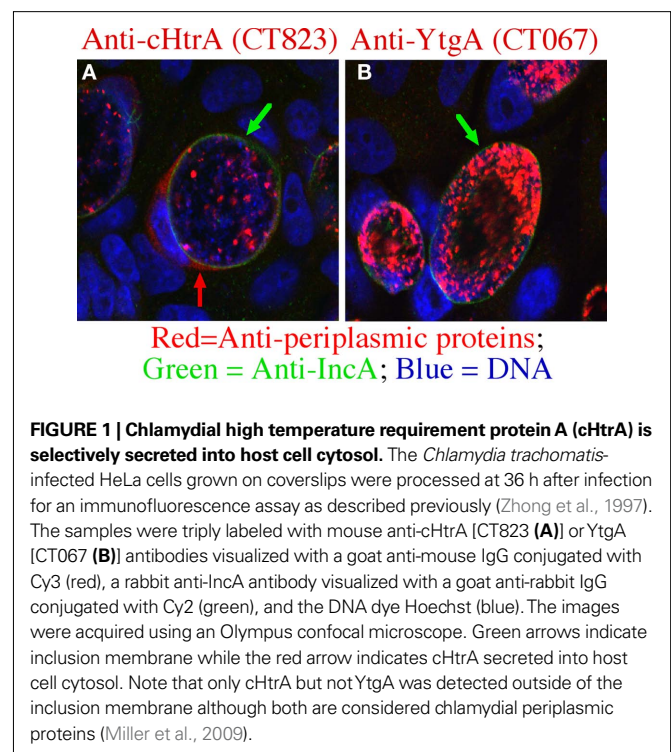 Anti-cHtrA (CT823) Anti-YtgA (CT067)
A
B
Red=Anti-periplasmic proteins;
Green = Anti-IncA; Blue = DNA
FIGURE 1 | Chlamydial high temperature requirement protein A (cHtrA) is
selectively secreted into host cell cytosol. The Chlamydia trachomatis-
infected HeLa cells grown on coverslips were processed at 36 h after infection
for an immunofluorescence assay as described previously (Zhong et al., 1997).
The samples were triply labeled with mouse anti-cHtrA [CT823 (A)] or YtgA
[CT067 (B)] antibodies visualized with a goat anti-mouse IgG conjugated with
Cy3 (red), a rabbit anti-IncA antibody visualized with a goat anti-rabbit IgG
conjugated with Cy2 (green), and the DNA dye Hoechst (blue). The images
were acquired using an Olympus confocal microscope. Green arrows indicate
inclusion membrane while the red arrow indicates cHtrA secreted into host
cell cytosol. Note that only cHtrA but not YtgA was detected outside of the
inclusion membrane although both are considered chlamydial periplasmic
proteins (Miller et al., 2009).